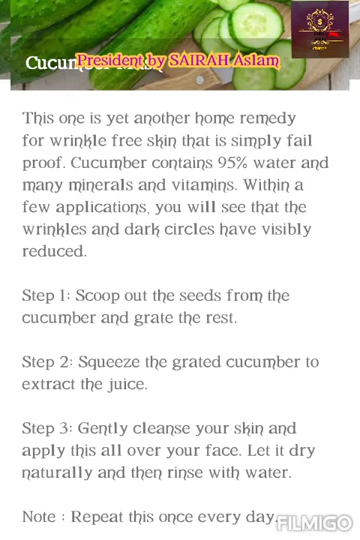 President by SAIRAH Aslam
This one is yet another home remedy
for wrinkle free skin that is simply fail
proof. Cucumber contains 95% water and
many minerals and vitamins. Within a
few applications, you will see that the
wrinkles and dark circles have visibly
reduced.
Step 1: Scoop out the seeds from the
cucumber and grate the rest.
Step 2: Squeeze the grated cucumber to
extract the juice.
Step 3: Gently cleanse your skin and
apply this all over your face. Let it dry
naturally and then rinse with water.
Note : Repeat this once every day.
FILMIGO